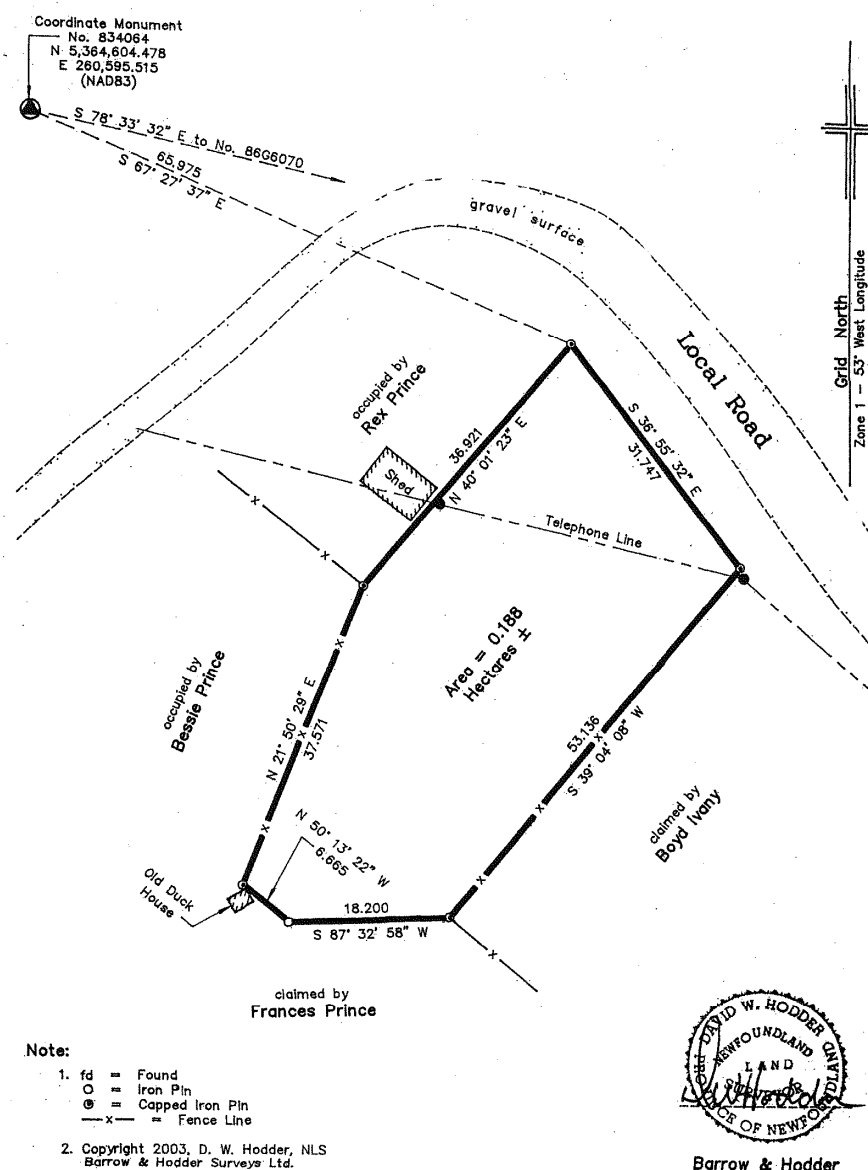 Coordinate Monument
No. 834064
N 5,364,604.478
E 260,595.515
(NAD83)
S 78° 33' 32" E to No. 86G6070
65.975
S 67° 27' 37" E
gravel surface
Local Road
Grid North
Zone 1 - 53° West Longitude
occupied by
Rex Prince
Shed
36.921
N 40° 01' 23" E
S 36° 55' 32" E
31.747
Telephone Line
Area = 0.188
Hectares ±
occupied by
Bessie Prince
N 21° 50' 29" E
37.571
53.136
S 39° 04' 08" W
claimed by
Boyd Ivany
N 50° 13' 22" W
6.665
Old Duck
House
18.200
S 87° 32' 58" W
claimed by
Frances Prince
Note:
1. fd = Found
= Iron Pin
= Capped Iron Pin
—x— = Fence Line
2. Copyright 2003, D. W. Hodder, NLS
Barrow & Hodder Surveys Ltd.
DAVID W. HODDER
NEWFOUNDLAND
LAND
SURVEYOR
PROVINCE OF NEWFOUNDLAND
Barrow & Hodder